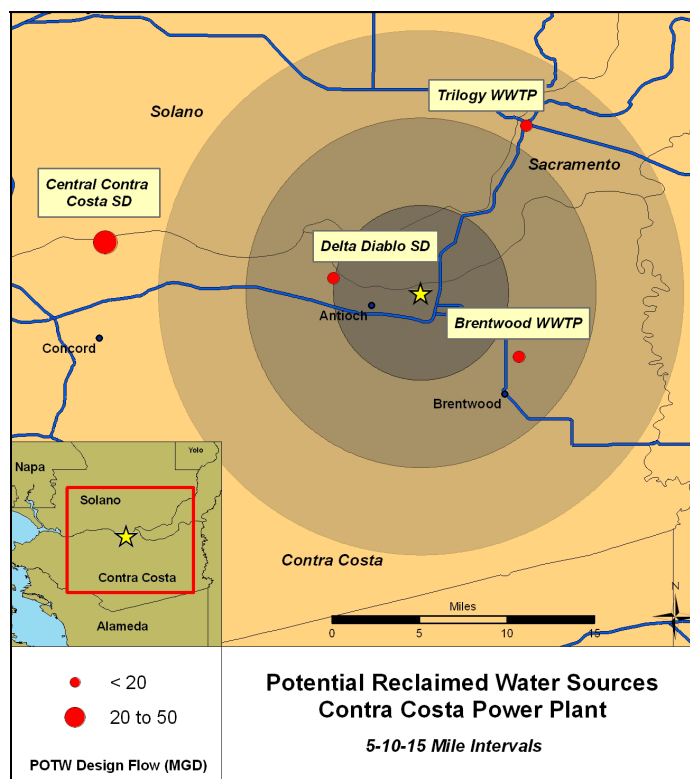 Trilogy WWTP
Solano
Sacramento
Central Contra
Costa SD
Delta Diablo SD
Antioch
Brentwood WWTP
Concord
Brentwood
Yolo
Napa
Solano
Contra Costa
Alameda
Contra Costa
N
Miles
0 5 10 15
< 20
20 to 50
POTW Design Flow (MGD)
Potential Reclaimed Water Sources
Contra Costa Power Plant
5-10-15 Mile Intervals